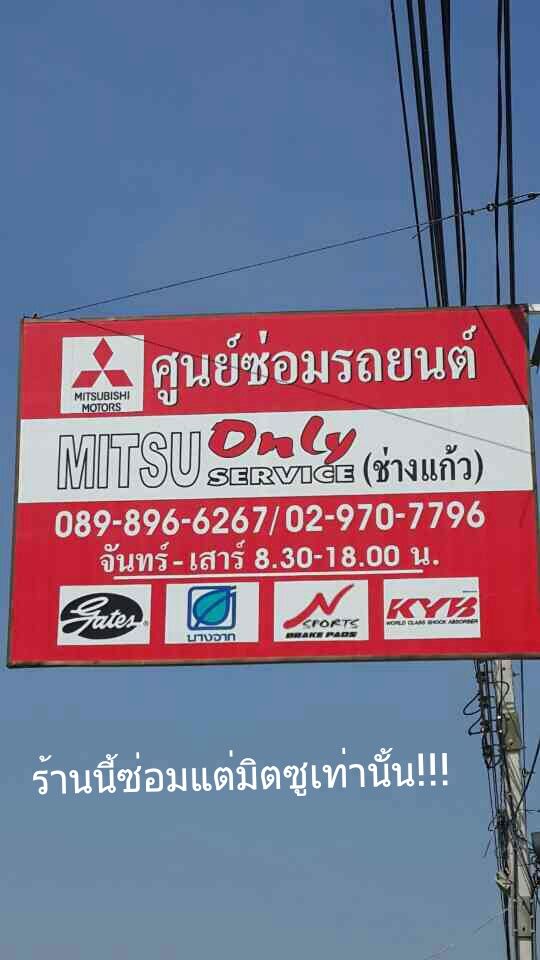 MITSUBISHI
MOTORS
ศูนย์ซ่อมรถยนต์
MITSU Only
SERVICE (ช่างแก้ว)
089-896-6267/02-970-7796
จันทร์ - เสาร์ 8.30-18.00 น.
Gates®
บางจาก
N SPORTS
BRAKE PADS
KYB
WORLD CLASS SHOCK ABSORBER
ร้านนี้ซ่อมแต่มิตซูเท่านั้น!!!